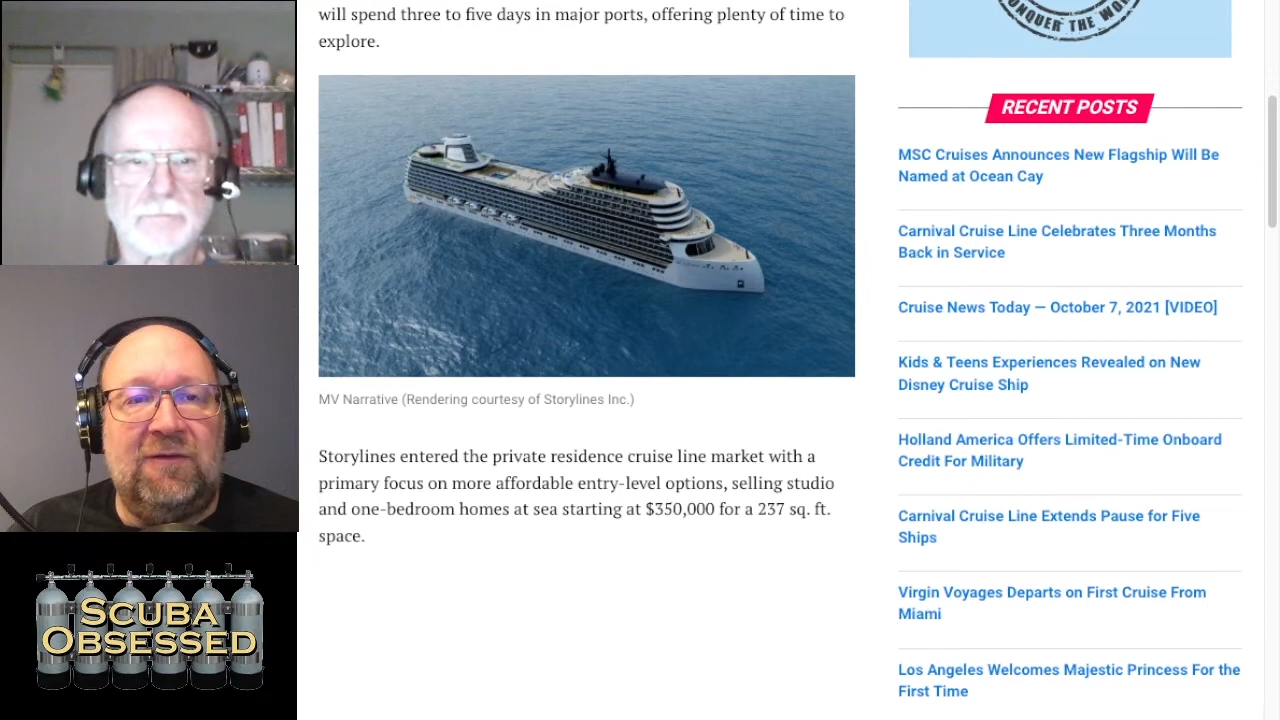 will spend three to five days in major ports, offering plenty of time to
explore.
MV Narrative (Rendering courtesy of Storylines Inc.)
Storylines entered the private residence cruise line market with a
primary focus on more affordable entry-level options, selling studio
and one-bedroom homes at sea starting at $350,000 for a 237 sq. ft.
space.
THE WOR
RECENT POSTS
MSC Cruises Announces New Flagship Will Be
Named at Ocean Cay
Carnival Cruise Line Celebrates Three Months
Back in Service
Cruise News Today — October 7, 2021 [VIDEO]
Kids & Teens Experiences Revealed on New
Disney Cruise Ship
Holland America Offers Limited-Time Onboard
Credit For Military
Carnival Cruise Line Extends Pause for Five
Ships
Virgin Voyages Departs on First Cruise From
Miami
Los Angeles Welcomes Majestic Princess For the
First Time
SCUBA
OBSESSED